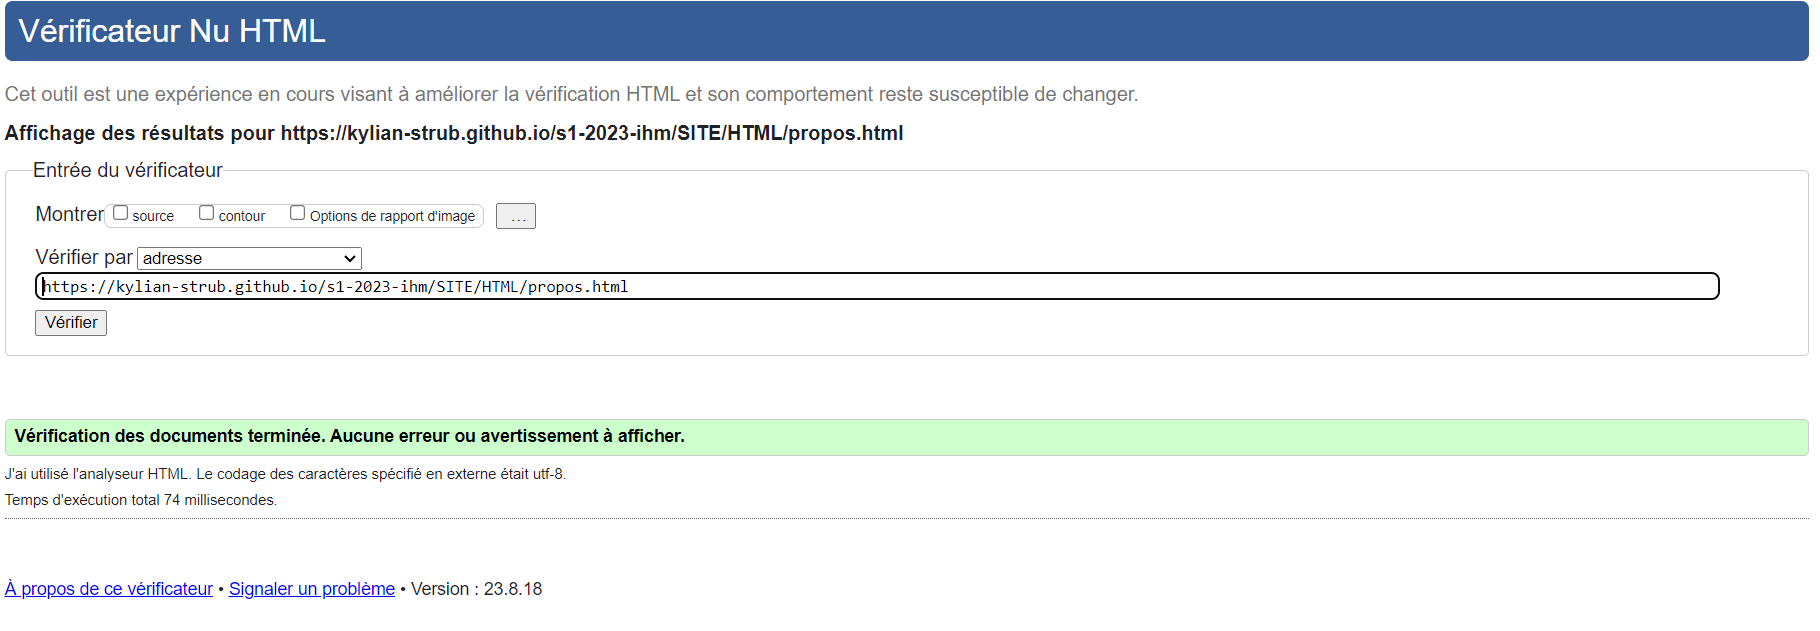 Vérificateur Nu HTML
Cet outil est une expérience en cours visant à améliorer la vérification HTML et son comportement reste susceptible de changer.
Affichage des résultats pour https://kylian-strub.github.io/s1-2023-ihm/SITE/HTML/propos.html
Entrée du vérificateur
Montrer source contour Options de rapport d'image ...
Vérifier par adresse
https://kylian-strub.github.io/s1-2023-ihm/SITE/HTML/propos.html
Vérifier
Vérification des documents terminée. Aucune erreur ou avertissement à afficher.
J'ai utilisé l'analyseur HTML. Le codage des caractères spécifié en externe était utf-8.
Temps d'exécution total 74 millisecondes.
À propos de ce vérificateur • Signaler un problème • Version : 23.8.18